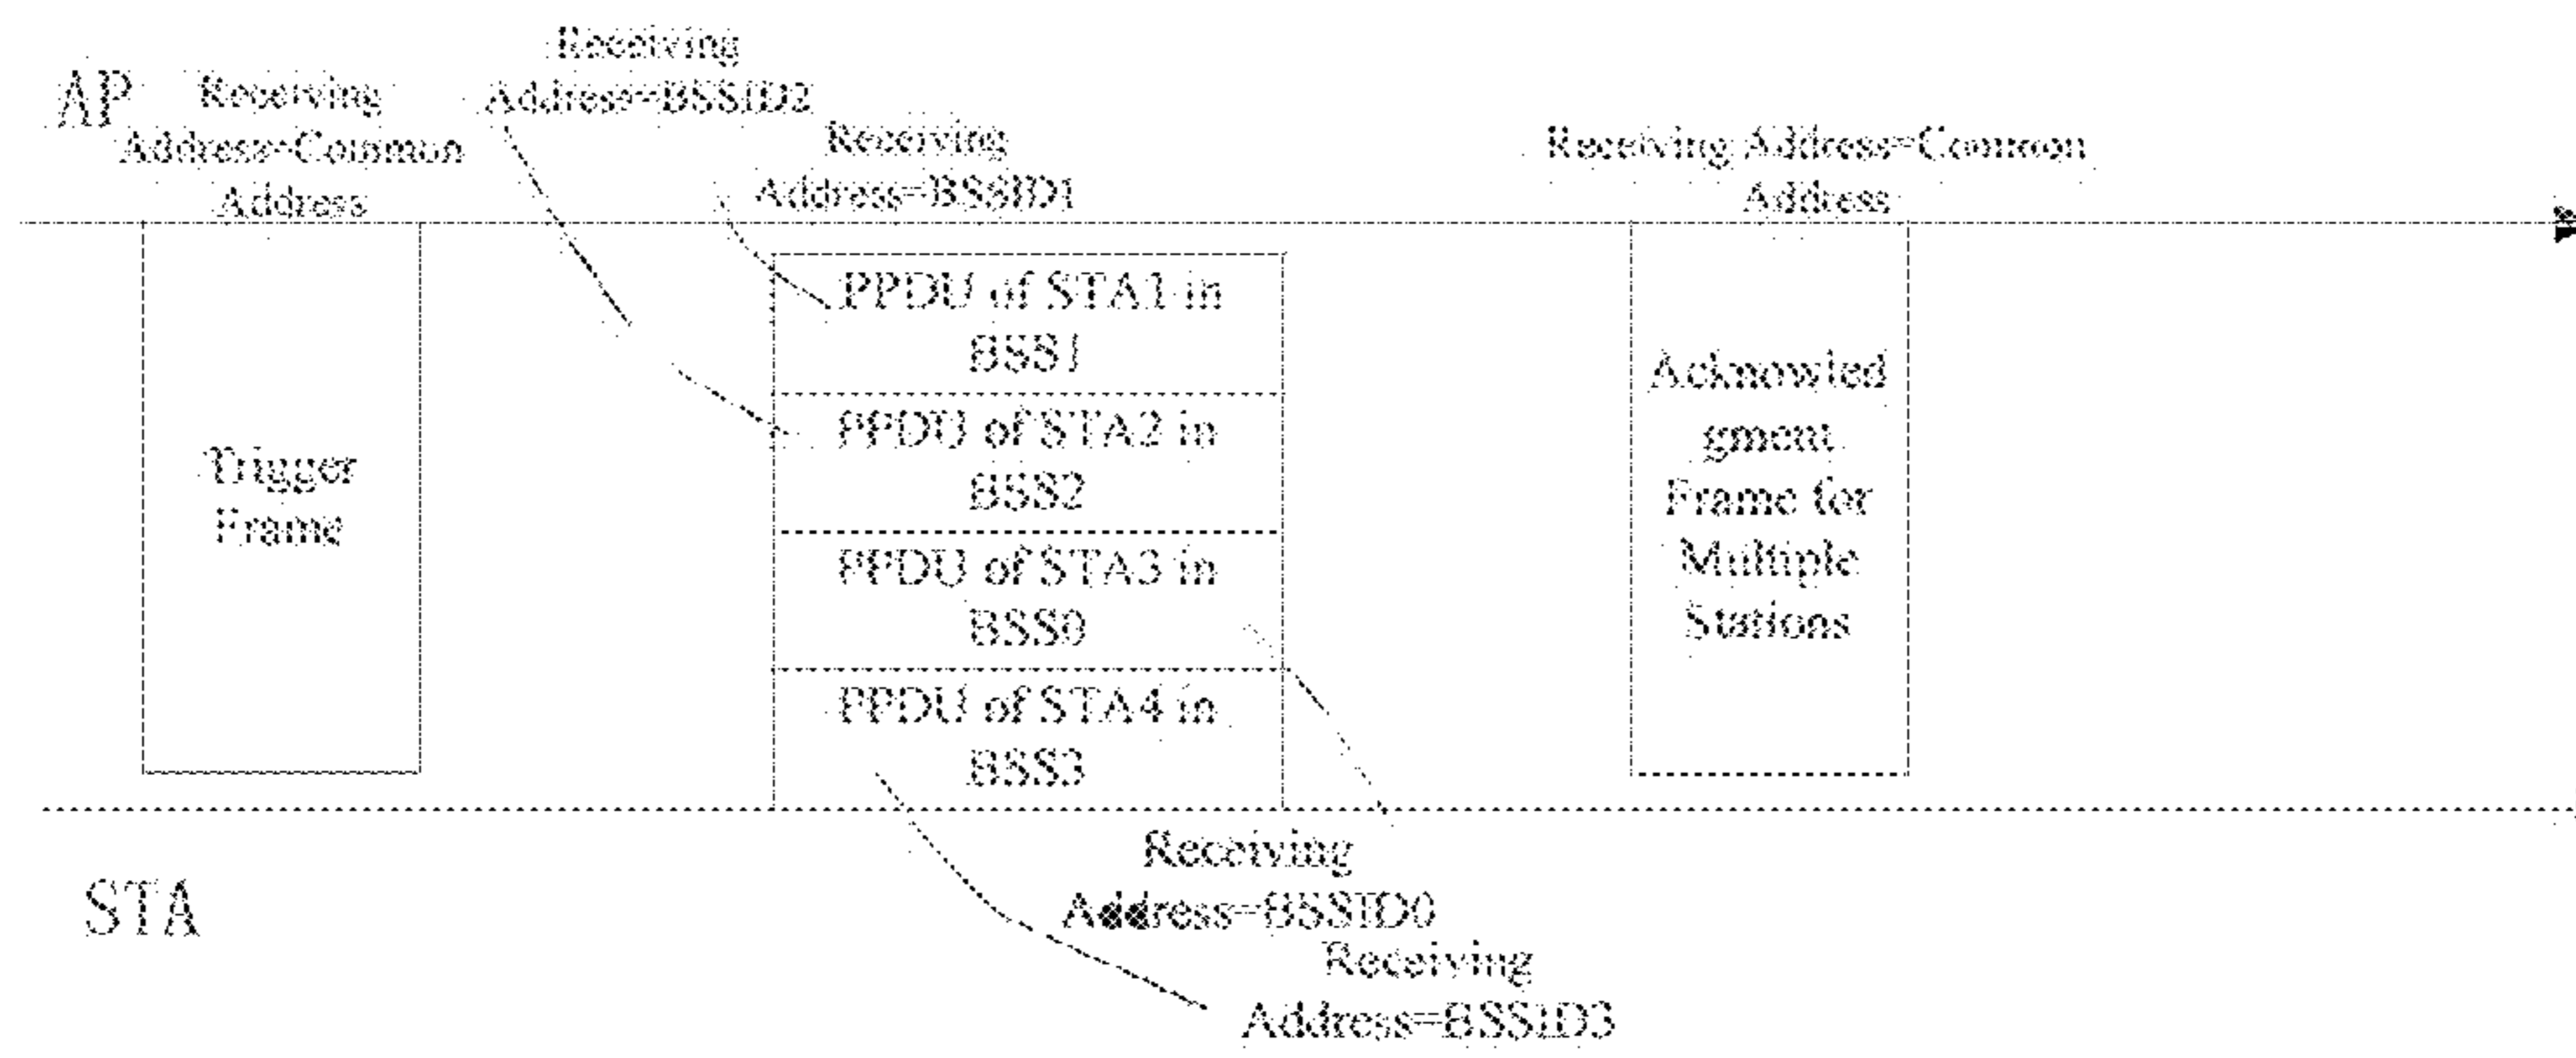 AP
Receiving
Address=Common
Address
Receiving
Address=BSSID2
Receiving
Address=BSSID1
Receiving Address=Common
Address
Trigger
Frame
PPDU of STA1 in
BSS1
PPDU of STA2 in
BSS2
PPDU of STA3 in
BSS0
PPDU of STA4 in
BSS3
Acknowled
gment
Frame for
Multiple
Stations
Receiving
Address=BSSID0
Receiving
Address=BSSID3
STA